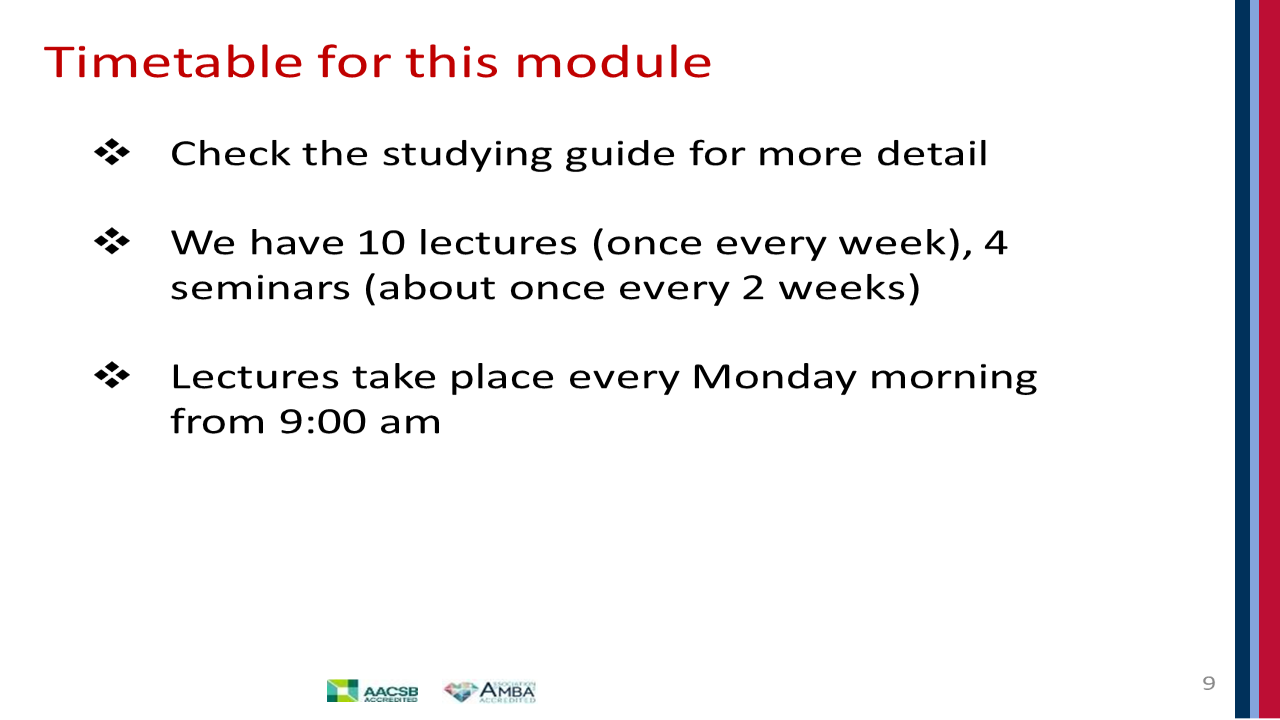 Timetable for this module
❖ Check the studying guide for more detail
❖ We have 10 lectures (once every week), 4
seminars (about once every 2 weeks)
❖ Lectures take place every Monday morning
from 9:00 am
AACSB
ACCREDITED
ASSOCIATION
AMBA
ACCREDITED
9